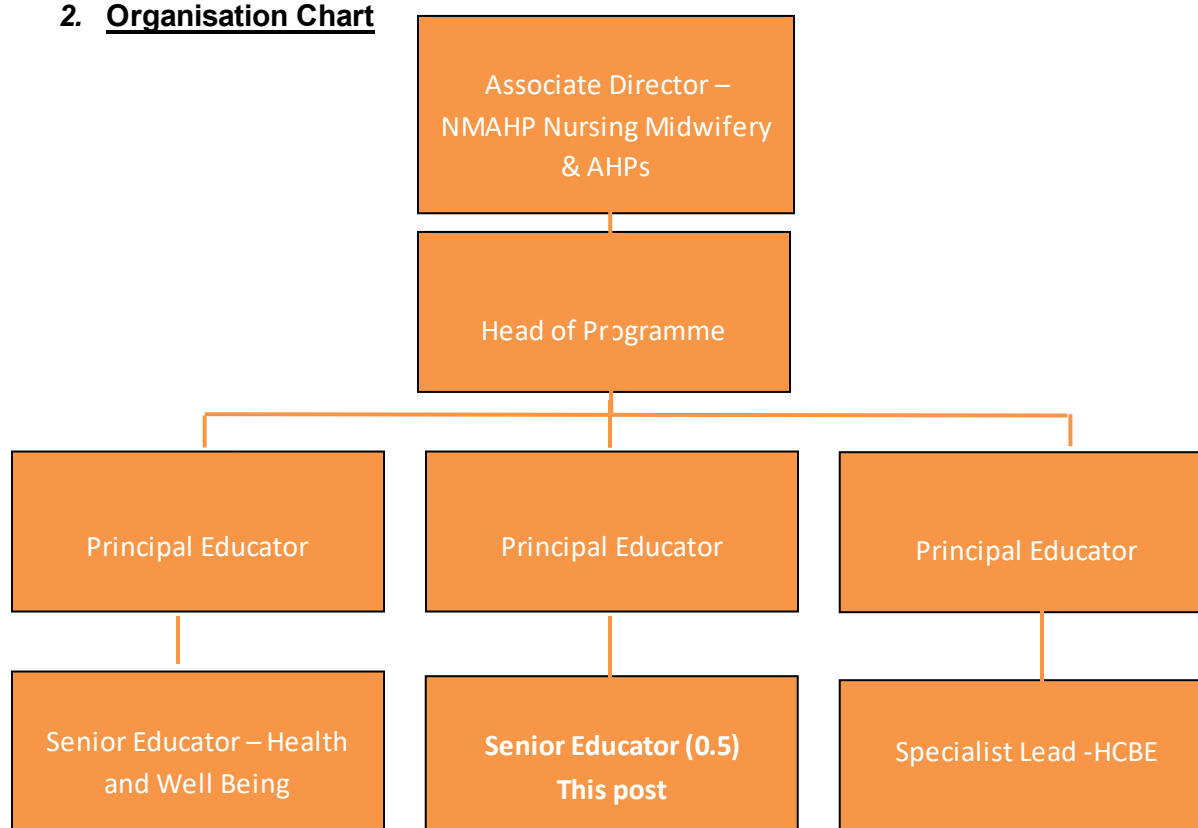 2. Organisation Chart
Associate Director –
NMAHP Nursing Midwifery
& AHPs
Head of Programme
Principal Educator
Principal Educator
Principal Educator
Senior Educator – Health
and Well Being
Senior Educator (0.5)
This post
Specialist Lead -HCBE